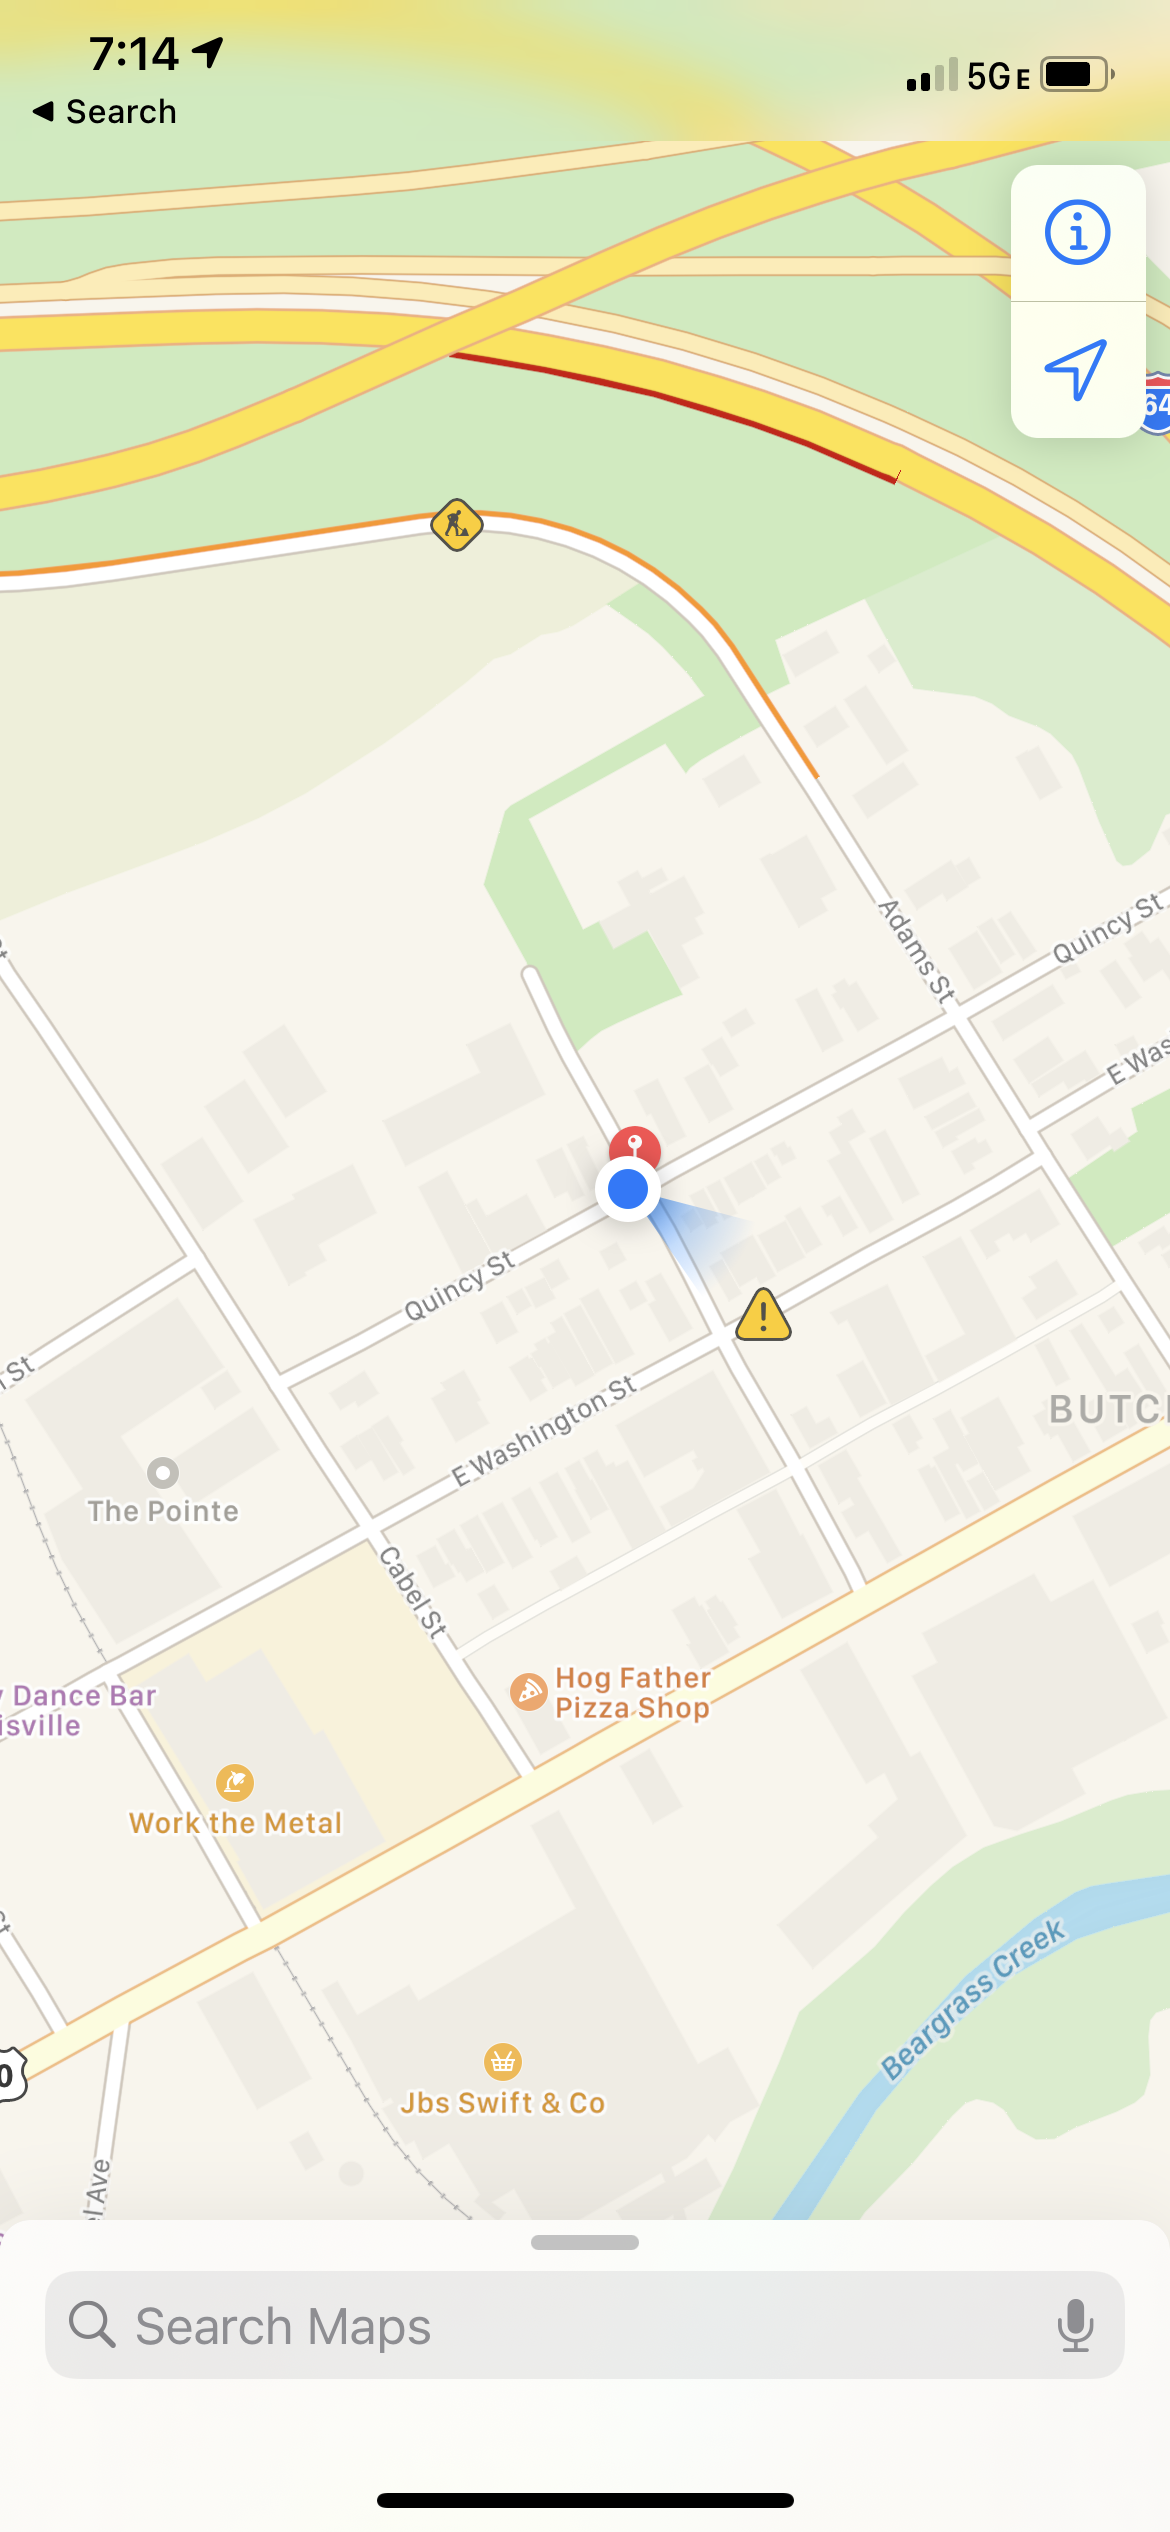 7:14
5GE
Search
64
Adams St
Quincy St
E Was
Quincy St
St
E Washington St
BUTC
The Pointe
Cabel St
Hog Father
Pizza Shop
Dance Bar
isville
Work the Metal
Beargrass Creek
0
Jbs Swift & Co
el Ave
Search Maps